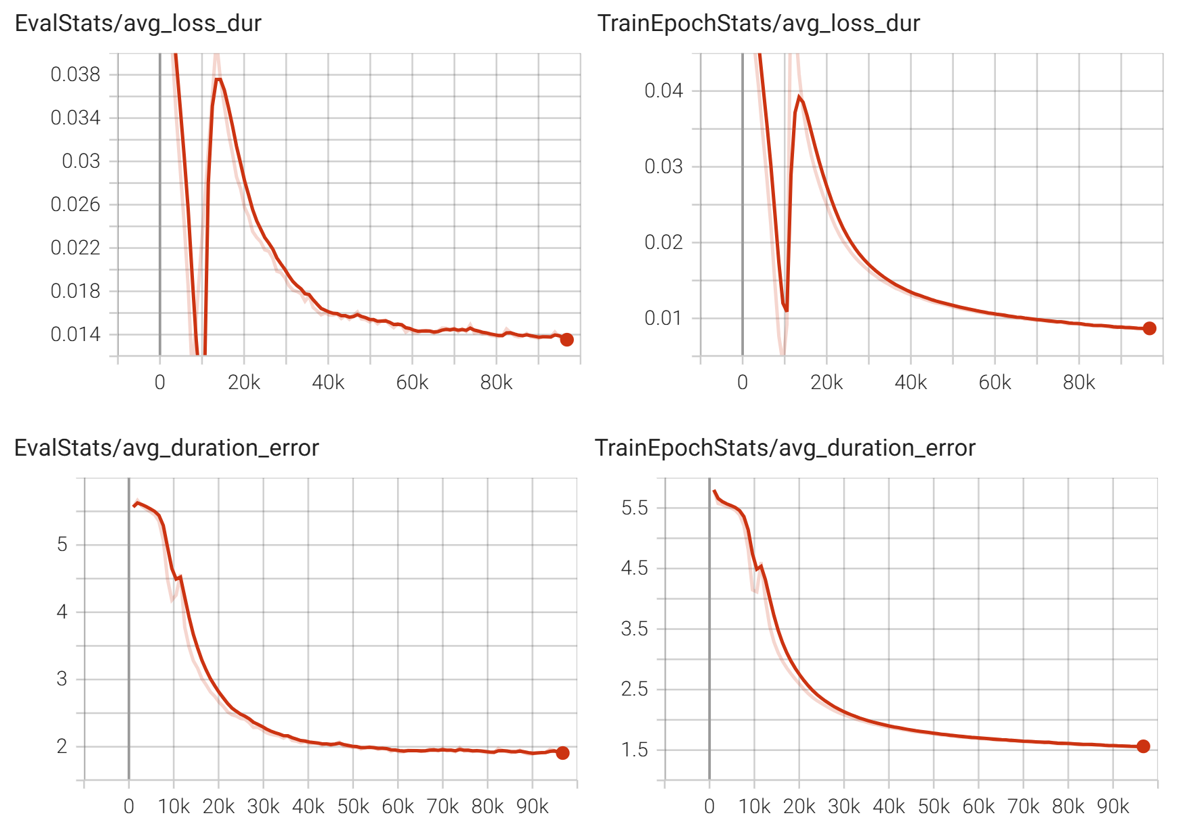 EvalStats/avg_loss_dur
0.038
0.034
0.03
0.026
0.022
0.018
0.014
0 20k 40k 60k 80k
TrainEpochStats/avg_loss_dur
0.04
0.03
0.02
0.01
0 20k 40k 60k 80k
EvalStats/avg_duration_error
5
4
3
2
0 10k 20k 30k 40k 50k 60k 70k 80k 90k
TrainEpochStats/avg_duration_error
5.5
4.5
3.5
2.5
1.5
0 10k 20k 30k 40k 50k 60k 70k 80k 90k